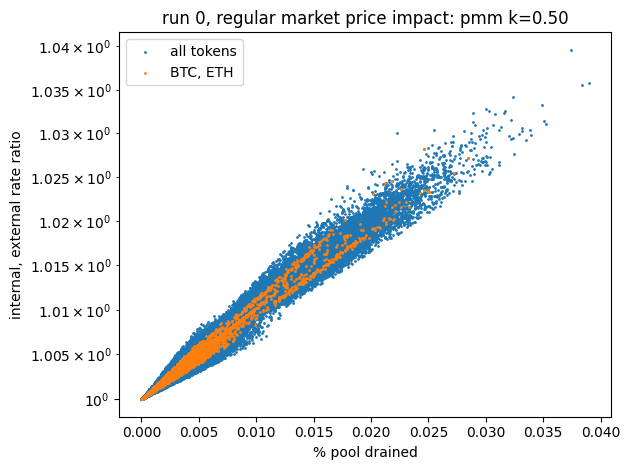 run 0, regular market price impact: pmm k=0.50
all tokens
BTC, ETH
internal, external rate ratio
1.04 × 10⁰
1.035 × 10⁰
1.03 × 10⁰
1.025 × 10⁰
1.02 × 10⁰
1.015 × 10⁰
1.01 × 10⁰
1.005 × 10⁰
10⁰
0.000 0.005 0.010 0.015 0.020 0.025 0.030 0.035 0.040
% pool drained